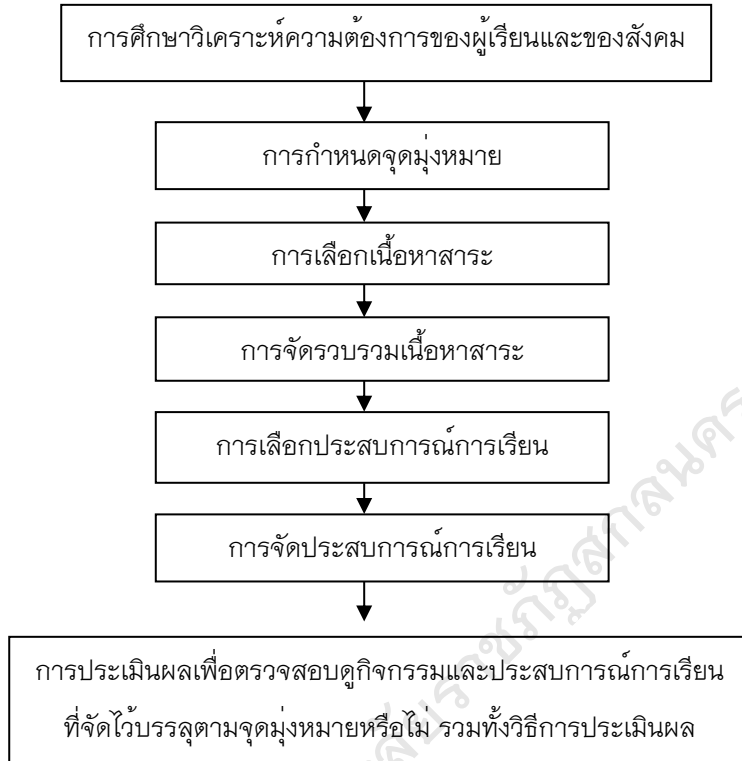 การศึกษาวิเคราะห์ความต้องการของผู้เรียนและของสังคม
การกำหนดจุดมุ่งหมาย
การเลือกเนื้อหาสาระ
การจัดรวบรวมเนื้อหาสาระ
การเลือกประสบการณ์การเรียน
การจัดประสบการณ์การเรียน
การประเมินผลเพื่อตรวจสอบดูกิจกรรมและประสบการณ์การเรียน
ที่จัดไว้บรรลุตามจุดมุ่งหมายหรือไม่ รวมทั้งวิธีการประเมินผล